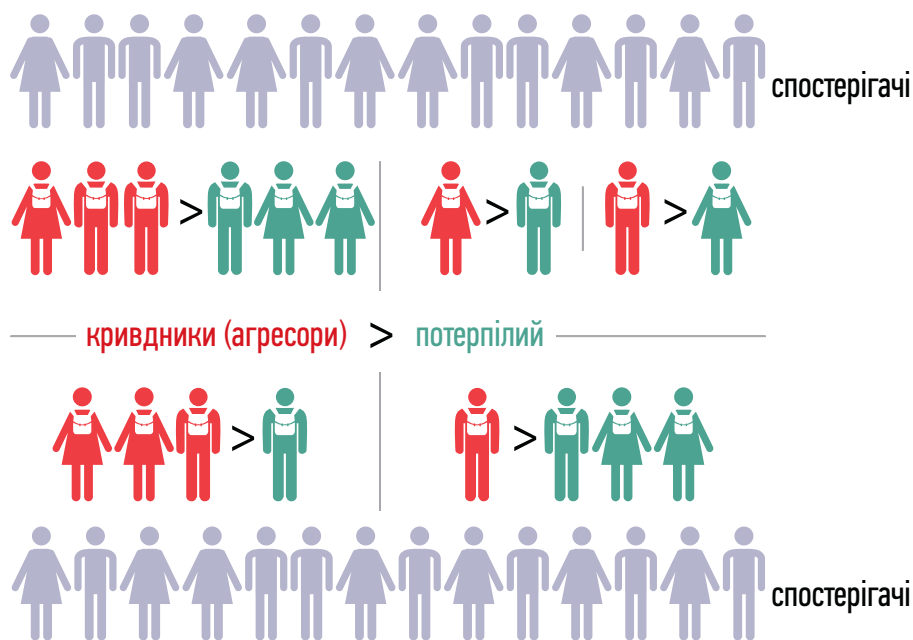 спостерігачі
> > >
кривдники (агресори) > потерпілий
> >
спостерігачі